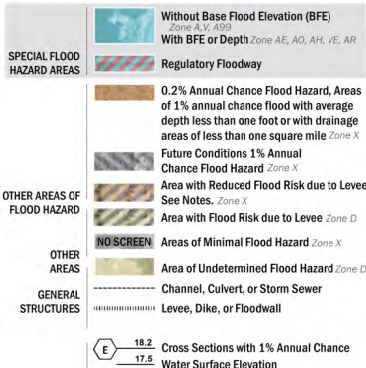 Without Base Flood Elevation (BFE)
Zone A,V, A99
With BFE or Depth Zone AE, AO, AH, VE, AR
SPECIAL FLOOD
HAZARD AREAS
Regulatory Floodway
0.2% Annual Chance Flood Hazard, Areas
of 1% annual chance flood with average
depth less than one foot or with drainage
areas of less than one square mile Zone X
Future Conditions 1% Annual
Chance Flood Hazard Zone X
Area with Reduced Flood Risk due to Levee
See Notes. Zone X
OTHER AREAS OF
FLOOD HAZARD
Area with Flood Risk due to Levee Zone D
NO SCREEN Areas of Minimal Flood Hazard Zone X
OTHER
AREAS
Area of Undetermined Flood Hazard Zone D
GENERAL
STRUCTURES
Channel, Culvert, or Storm Sewer
Levee, Dike, or Floodwall
E 18.2 Cross Sections with 1% Annual Chance
17.5 Water Surface Elevation